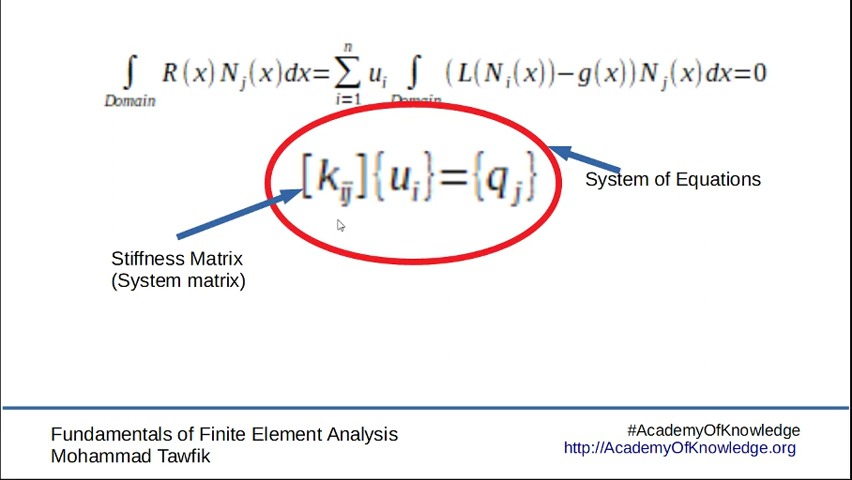 ∫ R(x)N_j(x)dx=∑ u_i ∫ (L(N_i(x))−g(x))N_j(x)dx=0
Domain i=1 n Domain
[k_ij]{u_i}={q_j}
System of Equations
Stiffness Matrix
(System matrix)
Fundamentals of Finite Element Analysis
Mohammad Tawfik
#AcademyOfKnowledge
http://AcademyOfKnowledge.org